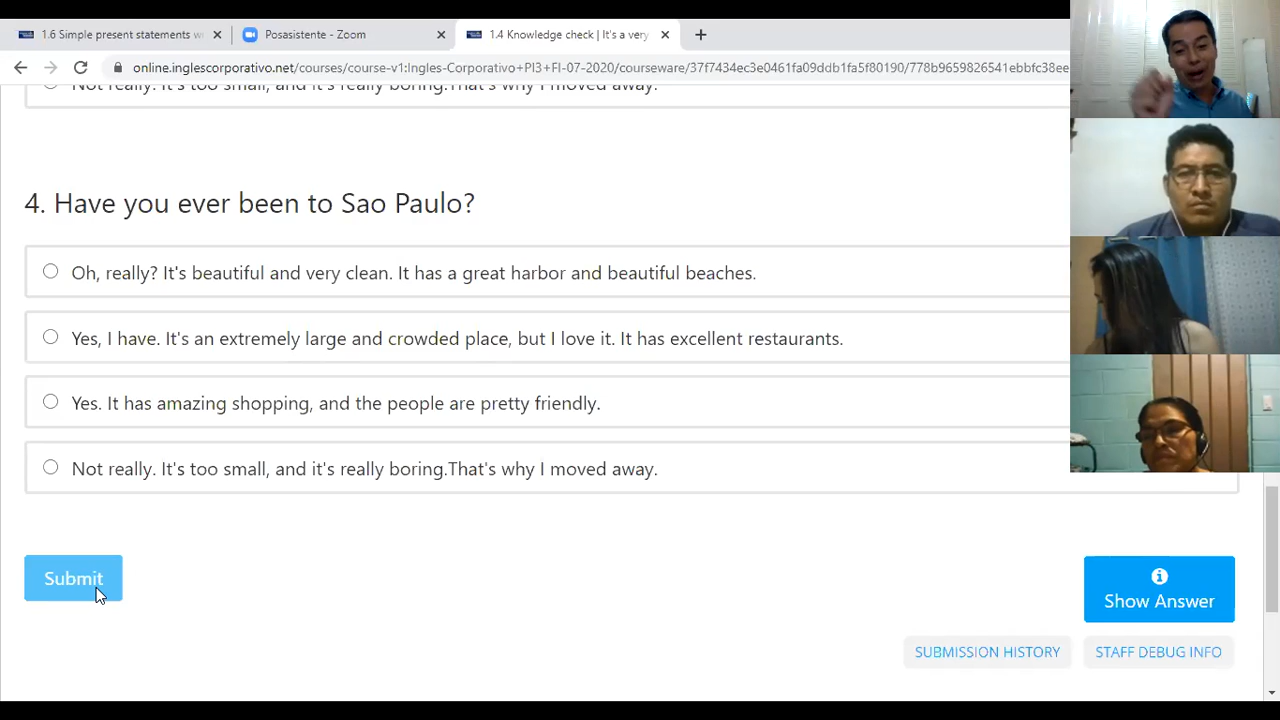 1.6 Simple present statements w
Posasistente - Zoom
1.4 Knowledge check | It's a very
online.inglescorporativo.net/courses/course-v1:Ingles-Corporativo+PI3+FI-07-2020/courseware/37f7434ec3e0461fa09ddb1fa5f80190/778b9659826541ebbfc38ee
Not really. It's too small, and it's really boring.That's why I moved away.
4. Have you ever been to Sao Paulo?
Oh, really? It's beautiful and very clean. It has a great harbor and beautiful beaches.
Yes, I have. It's an extremely large and crowded place, but I love it. It has excellent restaurants.
Yes. It has amazing shopping, and the people are pretty friendly.
Not really. It's too small, and it's really boring.That's why I moved away.
Submit
Show Answer
SUBMISSION HISTORY
STAFF DEBUG INFO